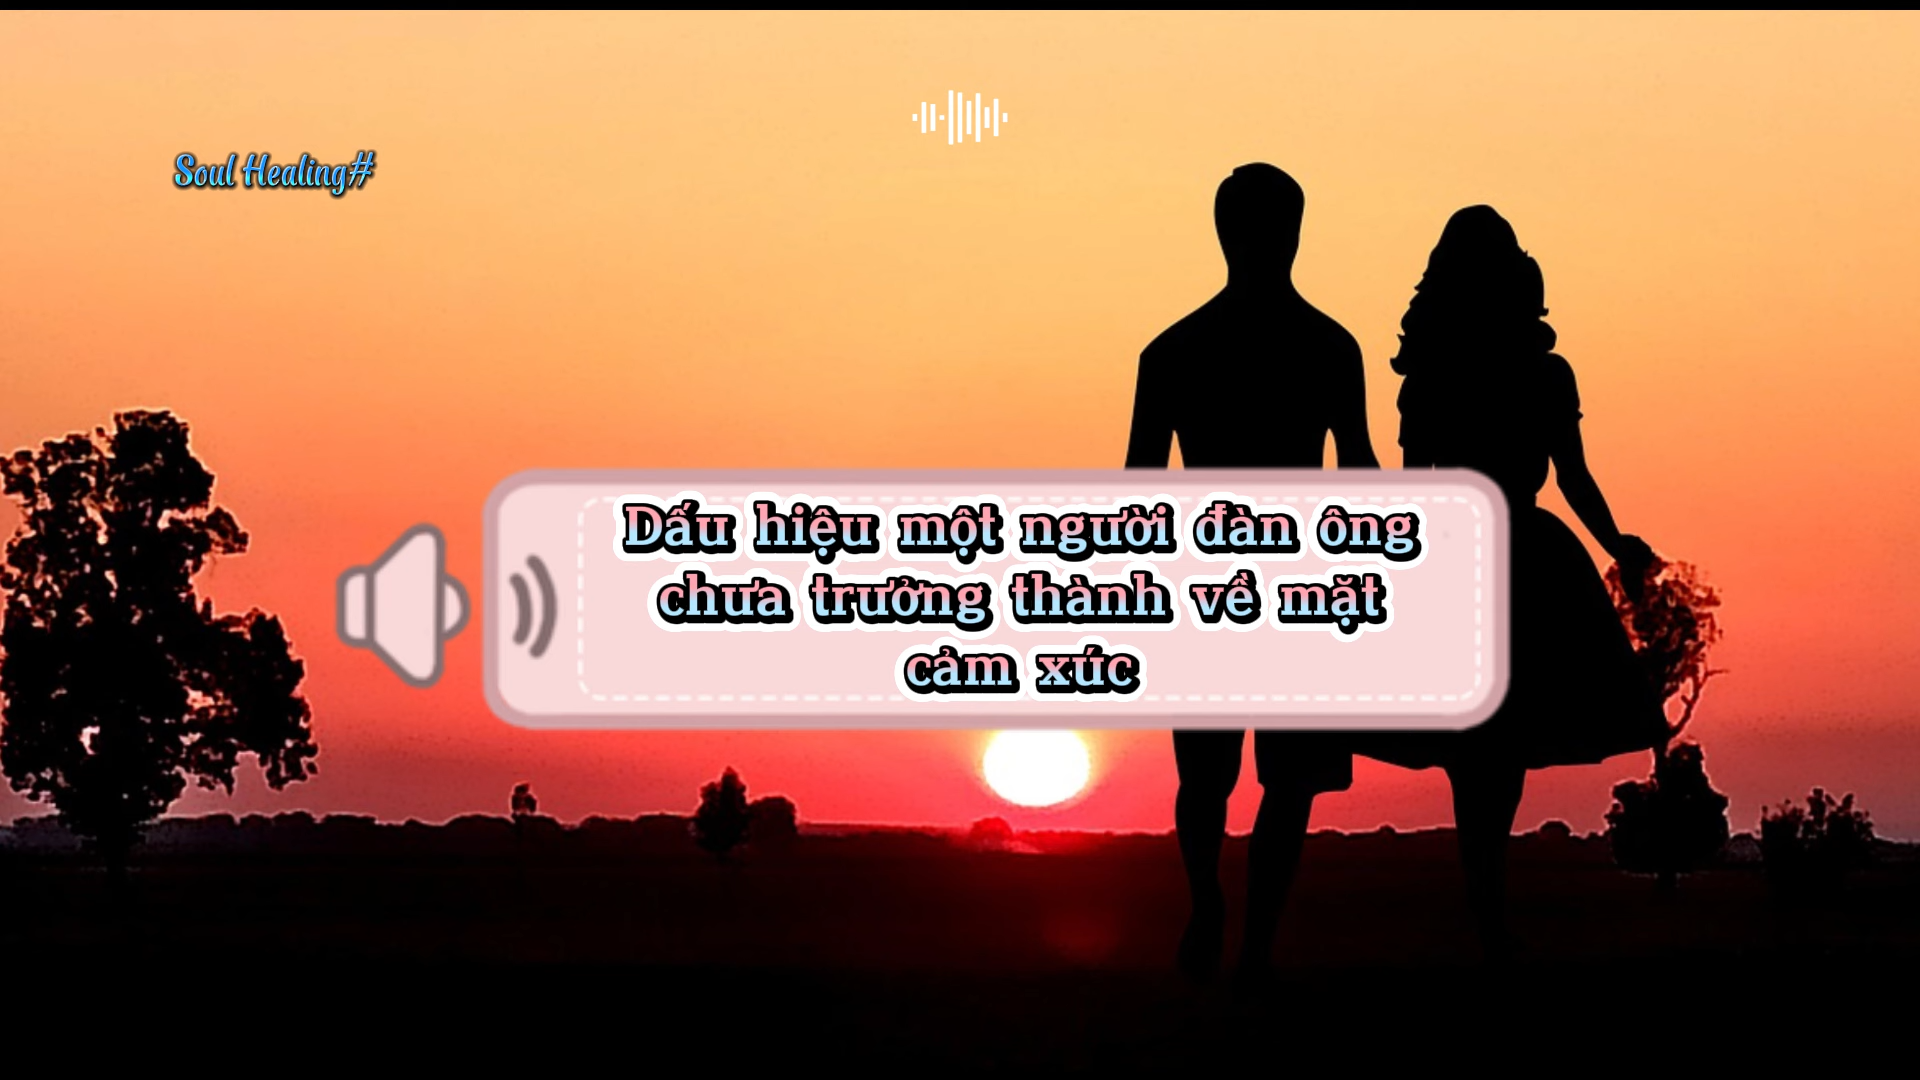 Soul Healing#
Dấu hiệu một người đàn ông
chưa trưởng thành về mặt
cảm xúc